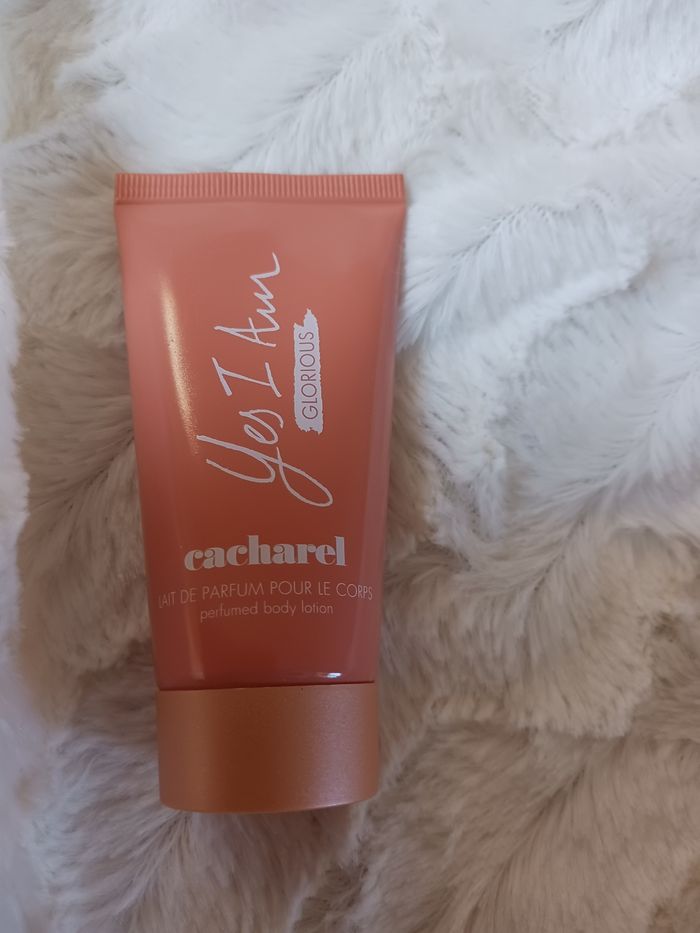 Yes I Am
GLORIOUS
cacharel
LAIT DE PARFUM POUR LE CORPS
perfumed body lotion